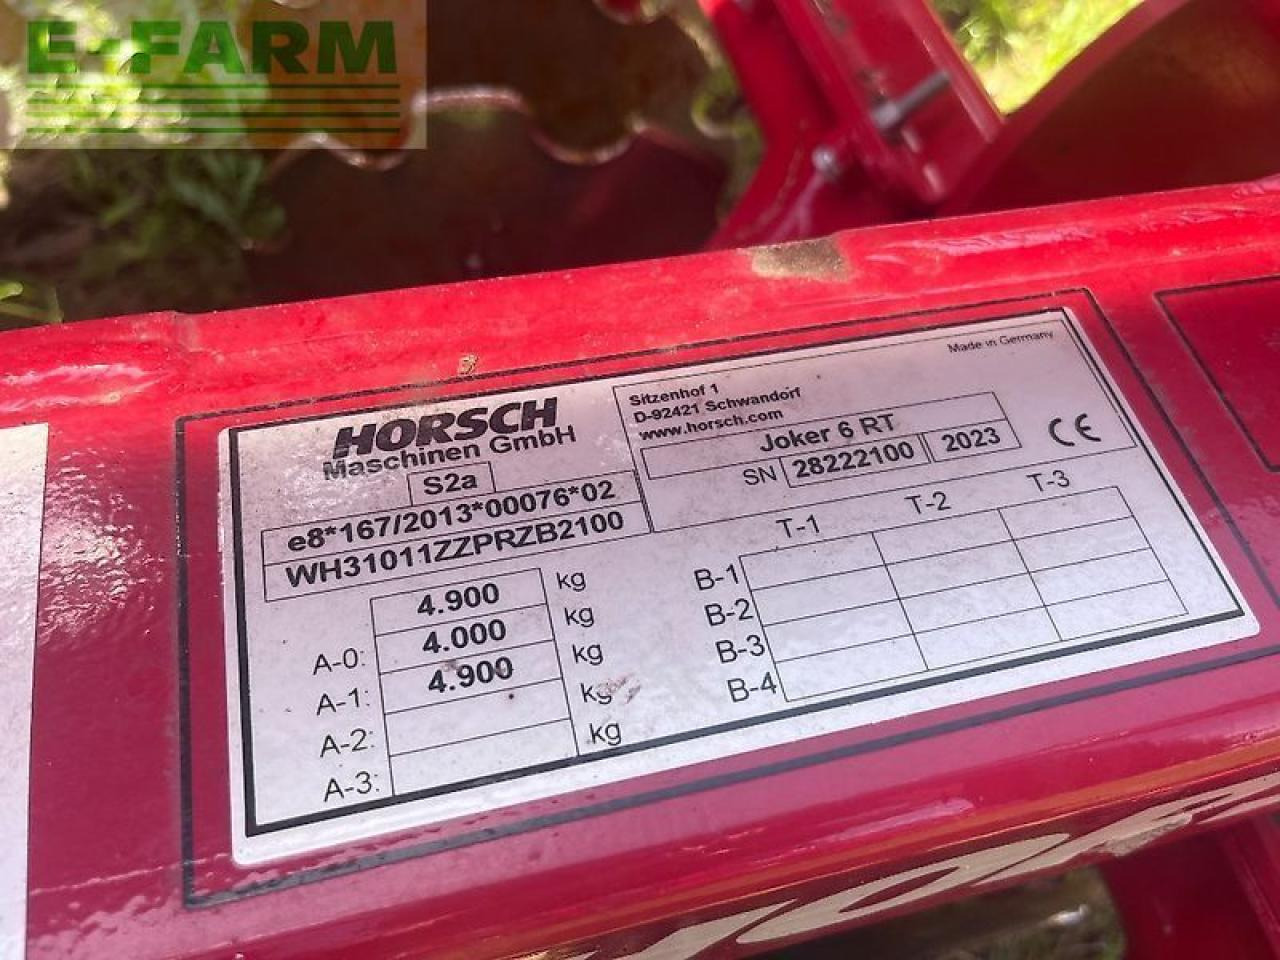 E-FARM
HORSCH
Maschinen GmbH
S2a
e8*167/2013*00076*02
WH31011ZZPRZB2100
Sitzenhof 1
D-92421 Schwandorf
www.horsch.com
Made in Germany
Joker 6 RT
SN 28222100 2023 CE
4.900 kg
A-0: 4.000 kg
A-1: 4.900 kg
A-2: kg
A-3: kg
T-1 T-2 T-3
B-1
B-2
B-3
B-4